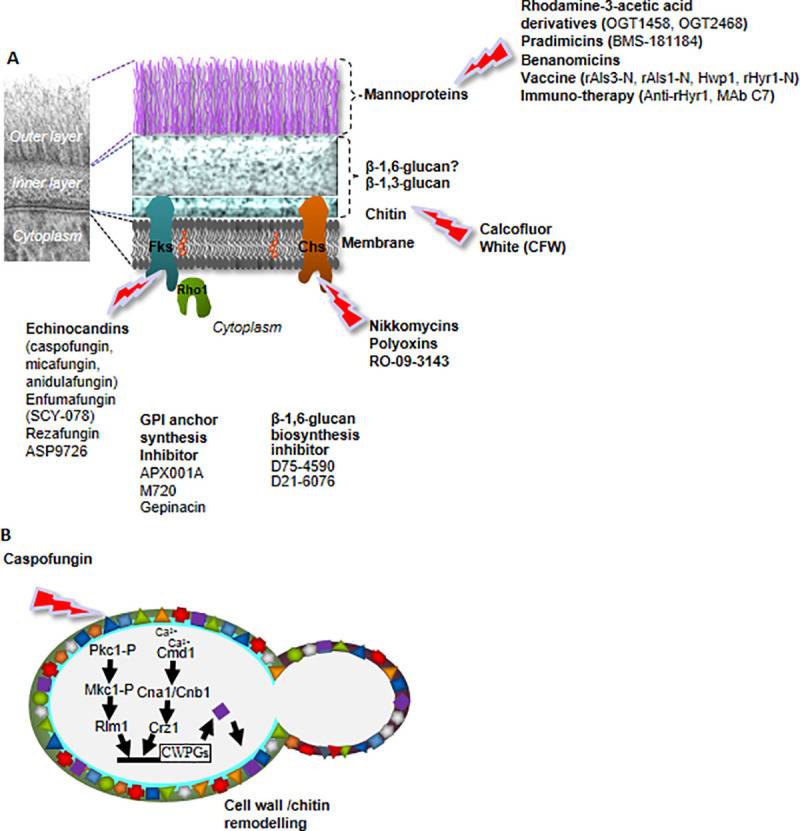 Rhodamine-3-acetic acid
derivatives (OGT1458, OGT2468)
Pradimicins (BMS-181184)
Benanomicins
Vaccine (rAls3-N, rAls1-N, Hwp1, rHyr1-N)
Immuno-therapy (Anti-rHyr1, MAb C7)
A
Outer layer
Inner layer
Cytoplasm
Mannoproteins
β-1,6-glucan?
β-1,3-glucan
Chitin
Membrane
Calcofluor
White (CFW)
Fks
Chs
Rho1
Cytoplasm
Echinocandins
(caspofungin,
micafungin,
anidulafungin)
Enfumafungin
(SCY-078)
Rezafungin
ASP9726
Nikkomycins
Polyoxins
RO-09-3143
GPI anchor
synthesis
Inhibitor
APX001A
M720
Gepinacin
β-1,6-glucan
biosynthesis
inhibitor
D75-4590
D21-6076
B
Caspofungin
Ca²⁺
Ca²⁺
Pkc1-P
Cmd1
Mkc1-P
Cna1/Cnb1
Rlm1
Crz1
CWPGs
Cell wall /chitin
remodelling